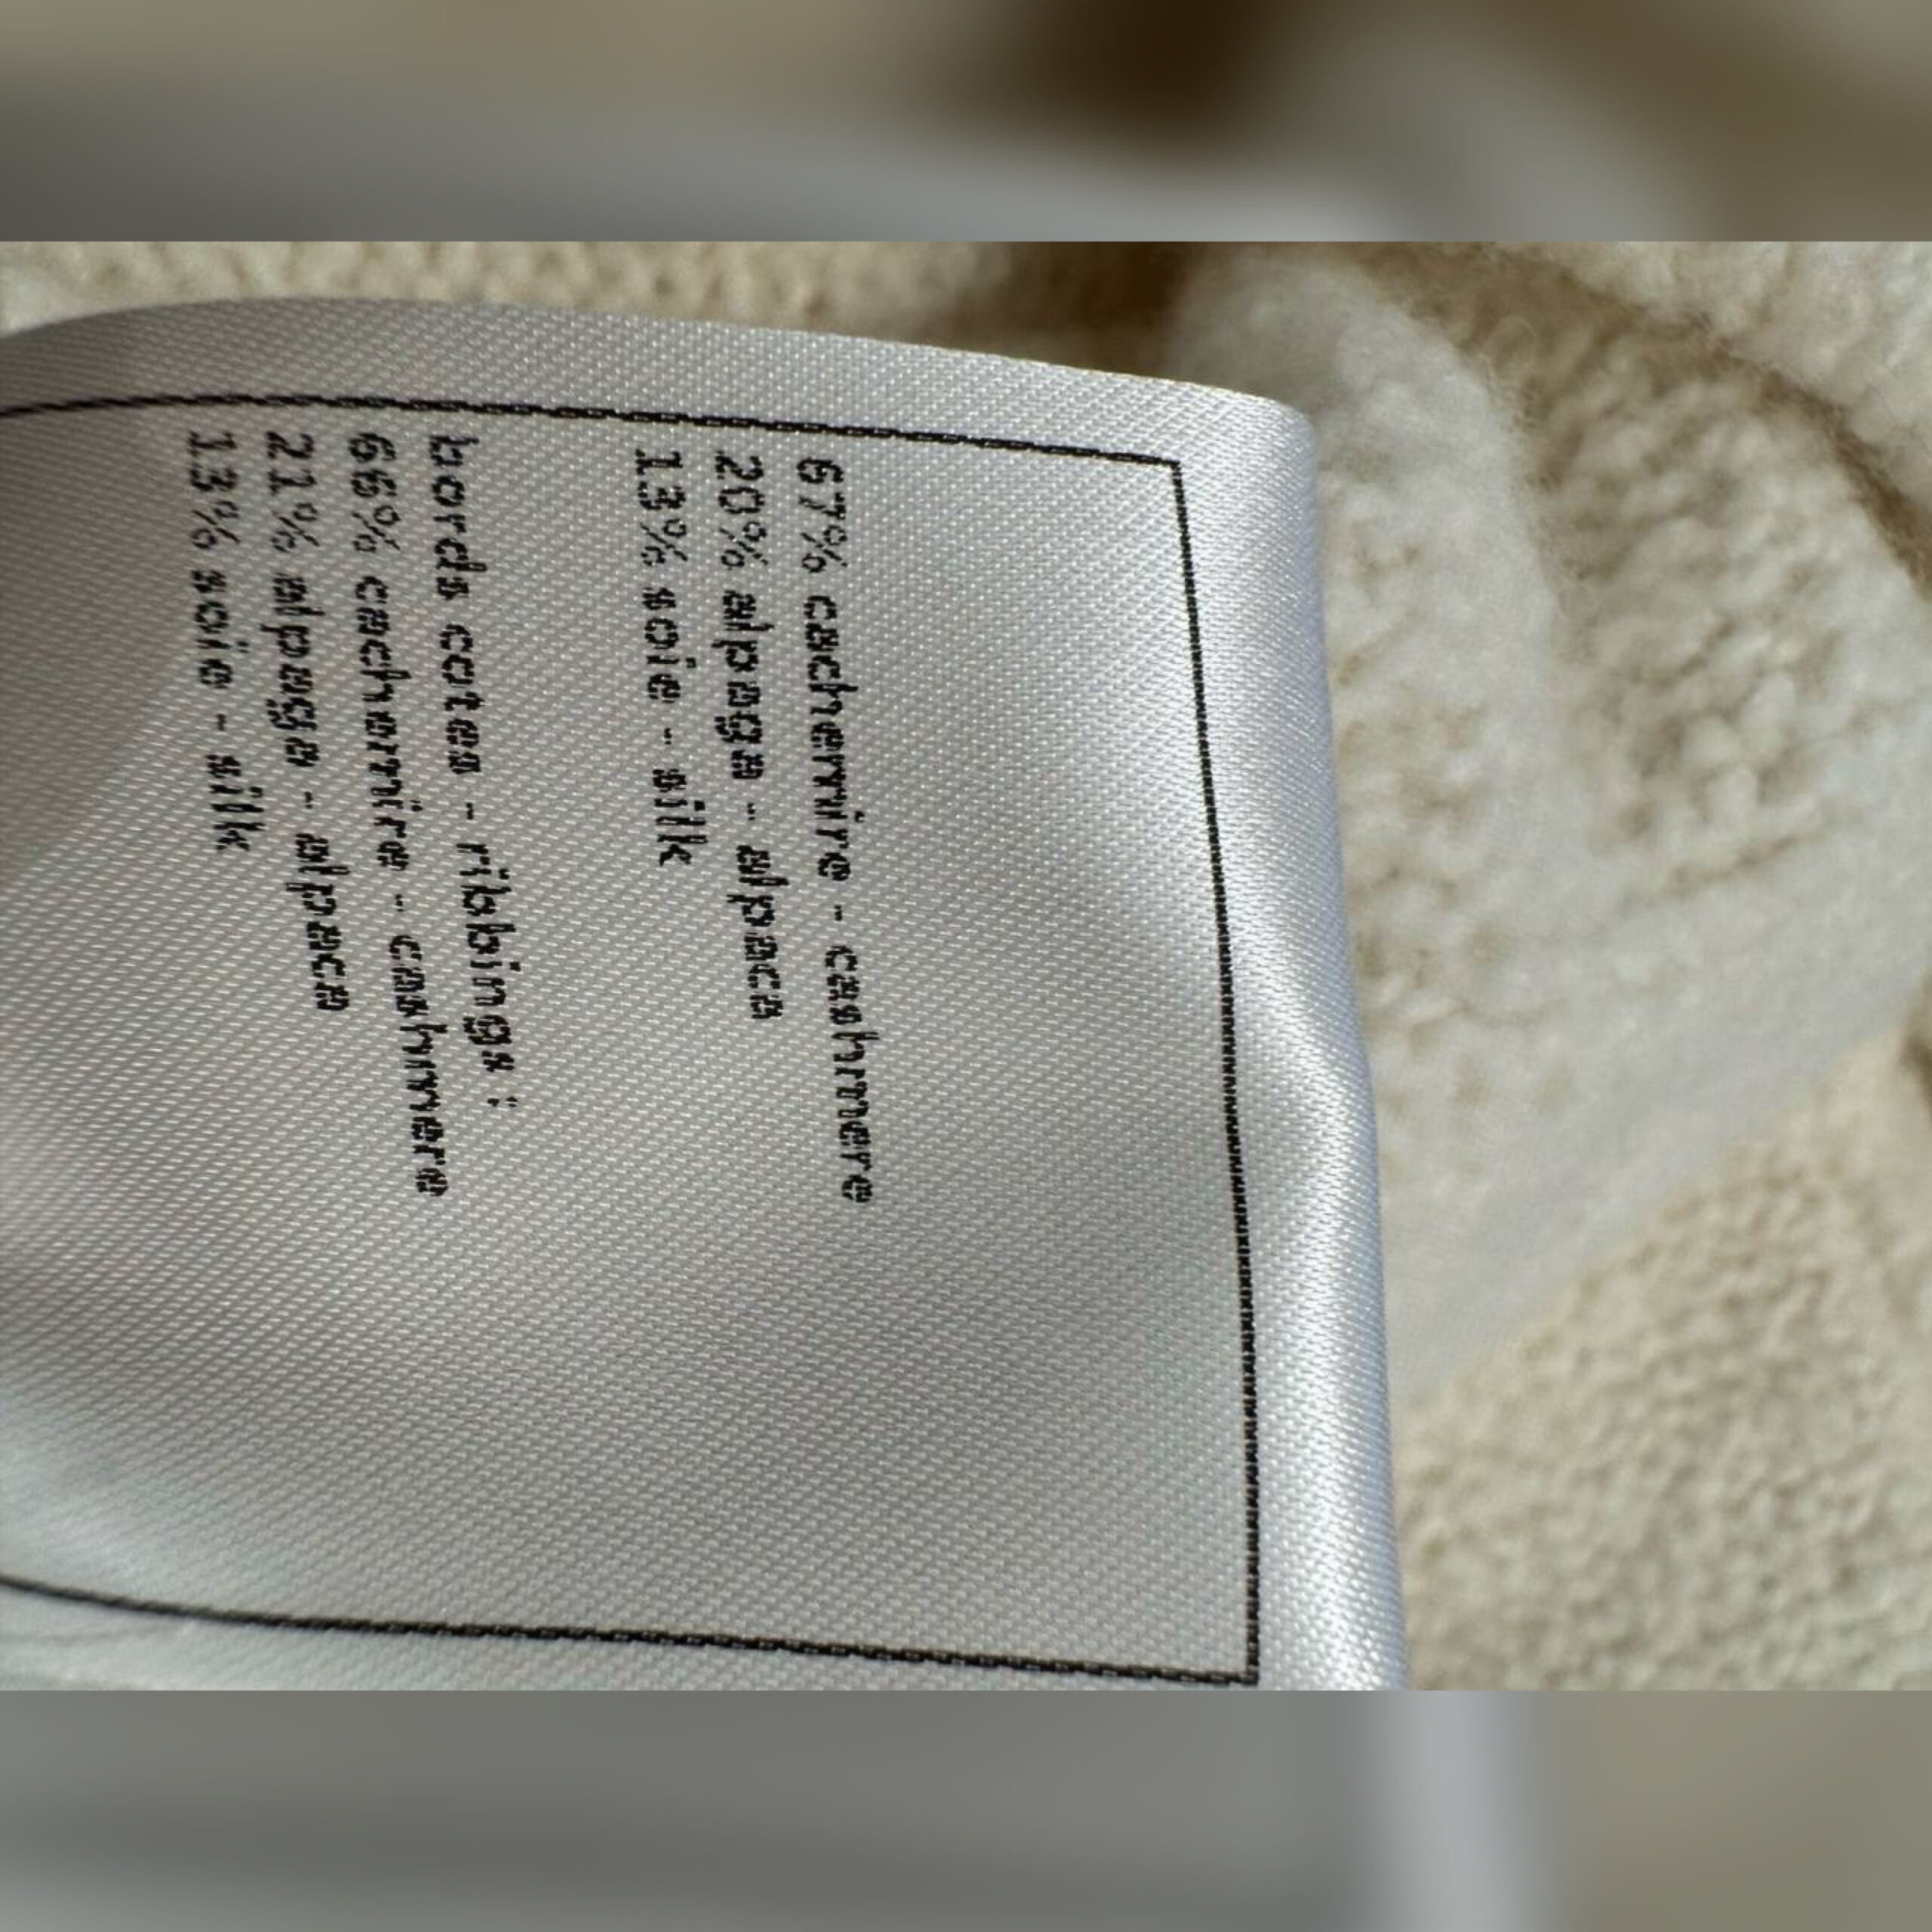 67% cachemire - cashmere
20% alpaga - alpaca
13% soie - silk
bords cotes - ribbings :
66% cachemire - cashmere
21% alpaga - alpaca
13% soie - silk